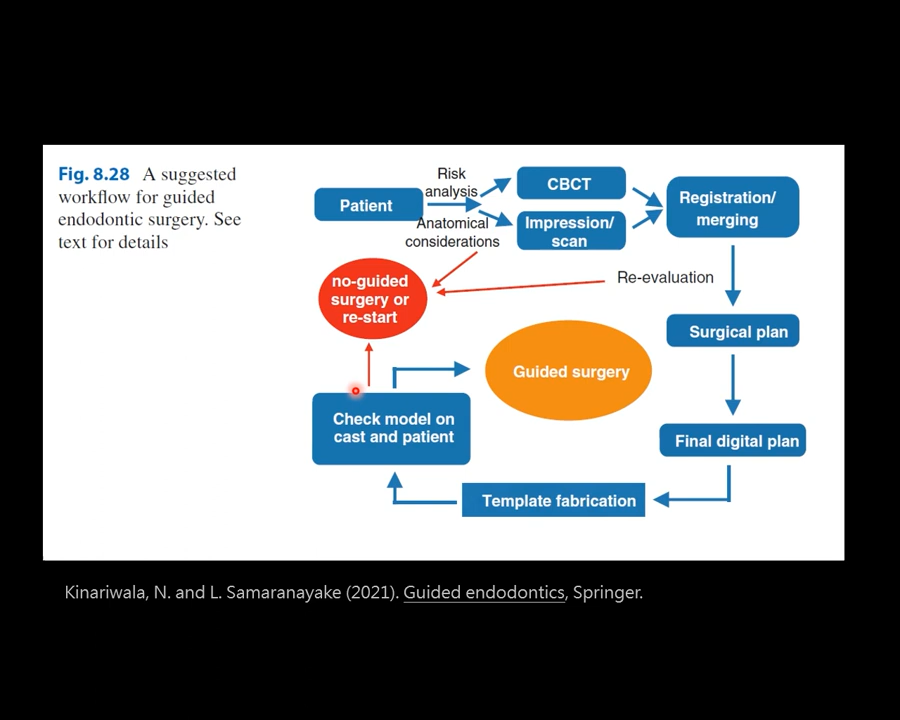 Fig. 8.28 A suggested
workflow for guided
endodontic surgery. See
text for details
Risk
analysis
Patient
Anatomical
considerations
CBCT
Impression/
scan
Registration/
merging
no-guided
surgery or
re-start
Re-evaluation
Surgical plan
Guided surgery
Check model on
cast and patient
Final digital plan
Template fabrication
Kinariwala, N. and L. Samaranayake (2021). Guided endodontics, Springer.